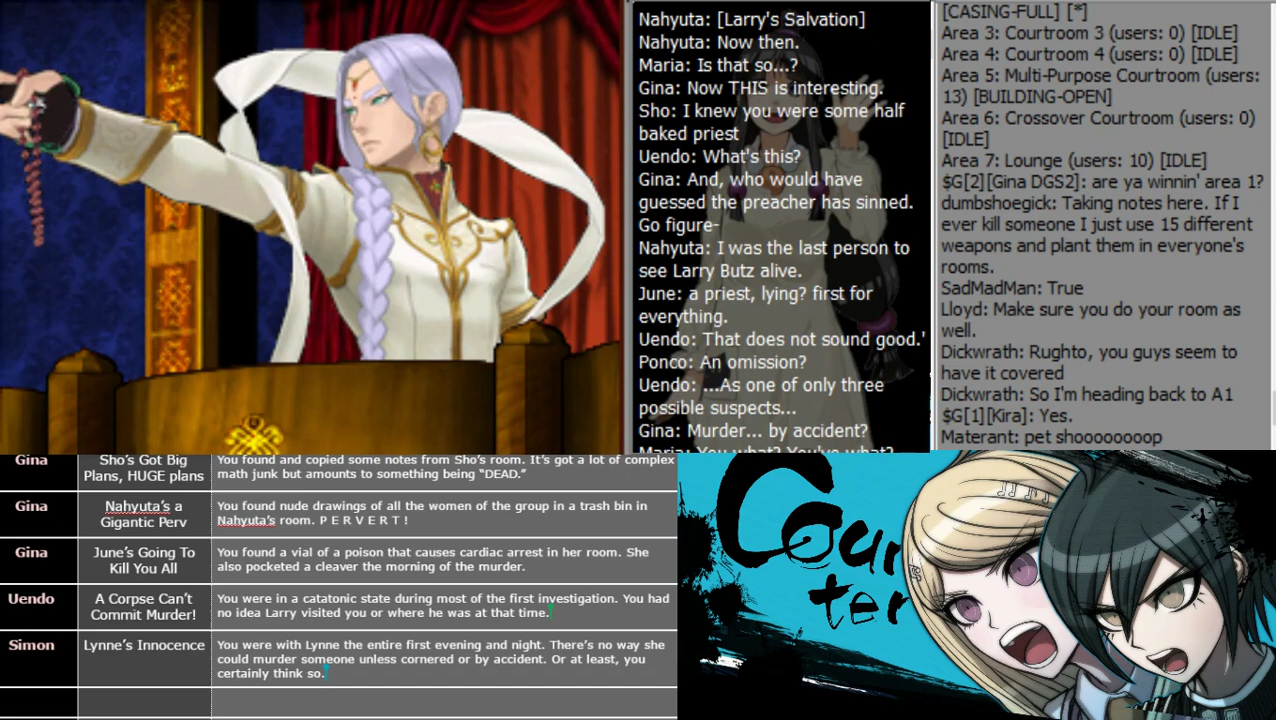 Nahyuta: [Larry's Salvation]
Nahyuta: Now then.
Maria: Is that so...?
Gina: Now THIS is interesting.
Sho: I knew you were some half
baked priest
Uendo: What's this?
Gina: And, who would have
guessed the preacher has sinned.
Go figure-
Nahyuta: I was the last person to
see Larry Butz alive.
June: a priest, lying? first for
everything.
Uendo: That does not sound good.'
Ponco: An omission?
Uendo: ...As one of only three
possible suspects...
Gina: Murder... by accident?
Maria: You what? You've what?
[CASING-FULL] [*]
Area 3: Courtroom 3 (users: 0) [IDLE]
Area 4: Courtroom 4 (users: 0) [IDLE]
Area 5: Multi-Purpose Courtroom (users:
13) [BUILDING-OPEN]
Area 6: Crossover Courtroom (users: 0)
[IDLE]
Area 7: Lounge (users: 10) [IDLE]
$G[2][Gina DGS2]: are ya winnin' area 1?
dumbshoegick: Taking notes here. If I
ever kill someone I just use 15 different
weapons and plant them in everyone's
rooms.
SadMadMan: True
Lloyd: Make sure you do your room as
well.
Dickwrath: Rughto, you guys seem to
have it covered
Dickwrath: So I'm heading back to A1
$G[1][Kira]: Yes.
Materant: pet shooooooop
Gina
Sho's Got Big
Plans, HUGE plans
You found and copied some notes from Sho's room. It's got a lot of complex
math junk but amounts to something being “DEAD.”
Gina
Nahyuta's a
Gigantic Perv
You found nude drawings of all the women of the group in a trash bin in
Nahyuta's room. P E R V E R T !
Gina
June's Going To
Kill You All
You found a vial of a poison that causes cardiac arrest in her room. She
also pocketed a cleaver the morning of the murder.
Uendo
A Corpse Can't
Commit Murder!
You were in a catatonic state during most of the first investigation. You had
no idea Larry visited you or where he was at that time.
Simon
Lynne's Innocence
You were with Lynne the entire first evening and night. There's no way she
could murder someone unless cornered or by accident. Or at least, you
certainly think so.
Coun
ter